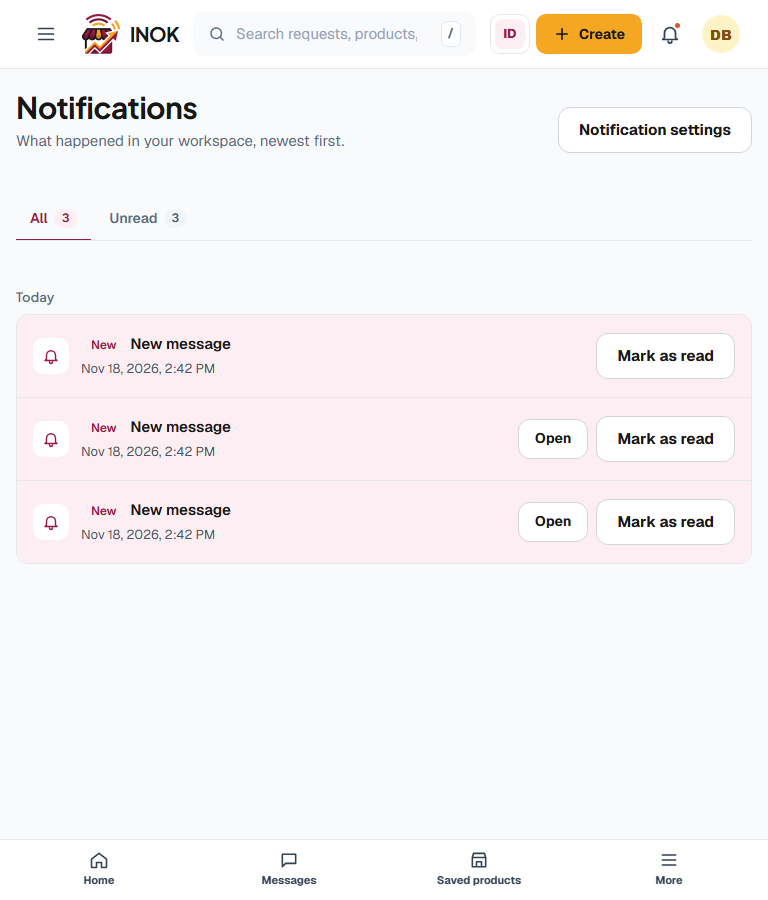 INOK
Search requests, products,
/
ID
Create
DB
Notifications
What happened in your workspace, newest first.
Notification settings
All 3
Unread 3
Today
New New message
Nov 18, 2026, 2:42 PM
Mark as read
New New message
Nov 18, 2026, 2:42 PM
Open
Mark as read
New New message
Nov 18, 2026, 2:42 PM
Open
Mark as read
Home
Messages
Saved products
More